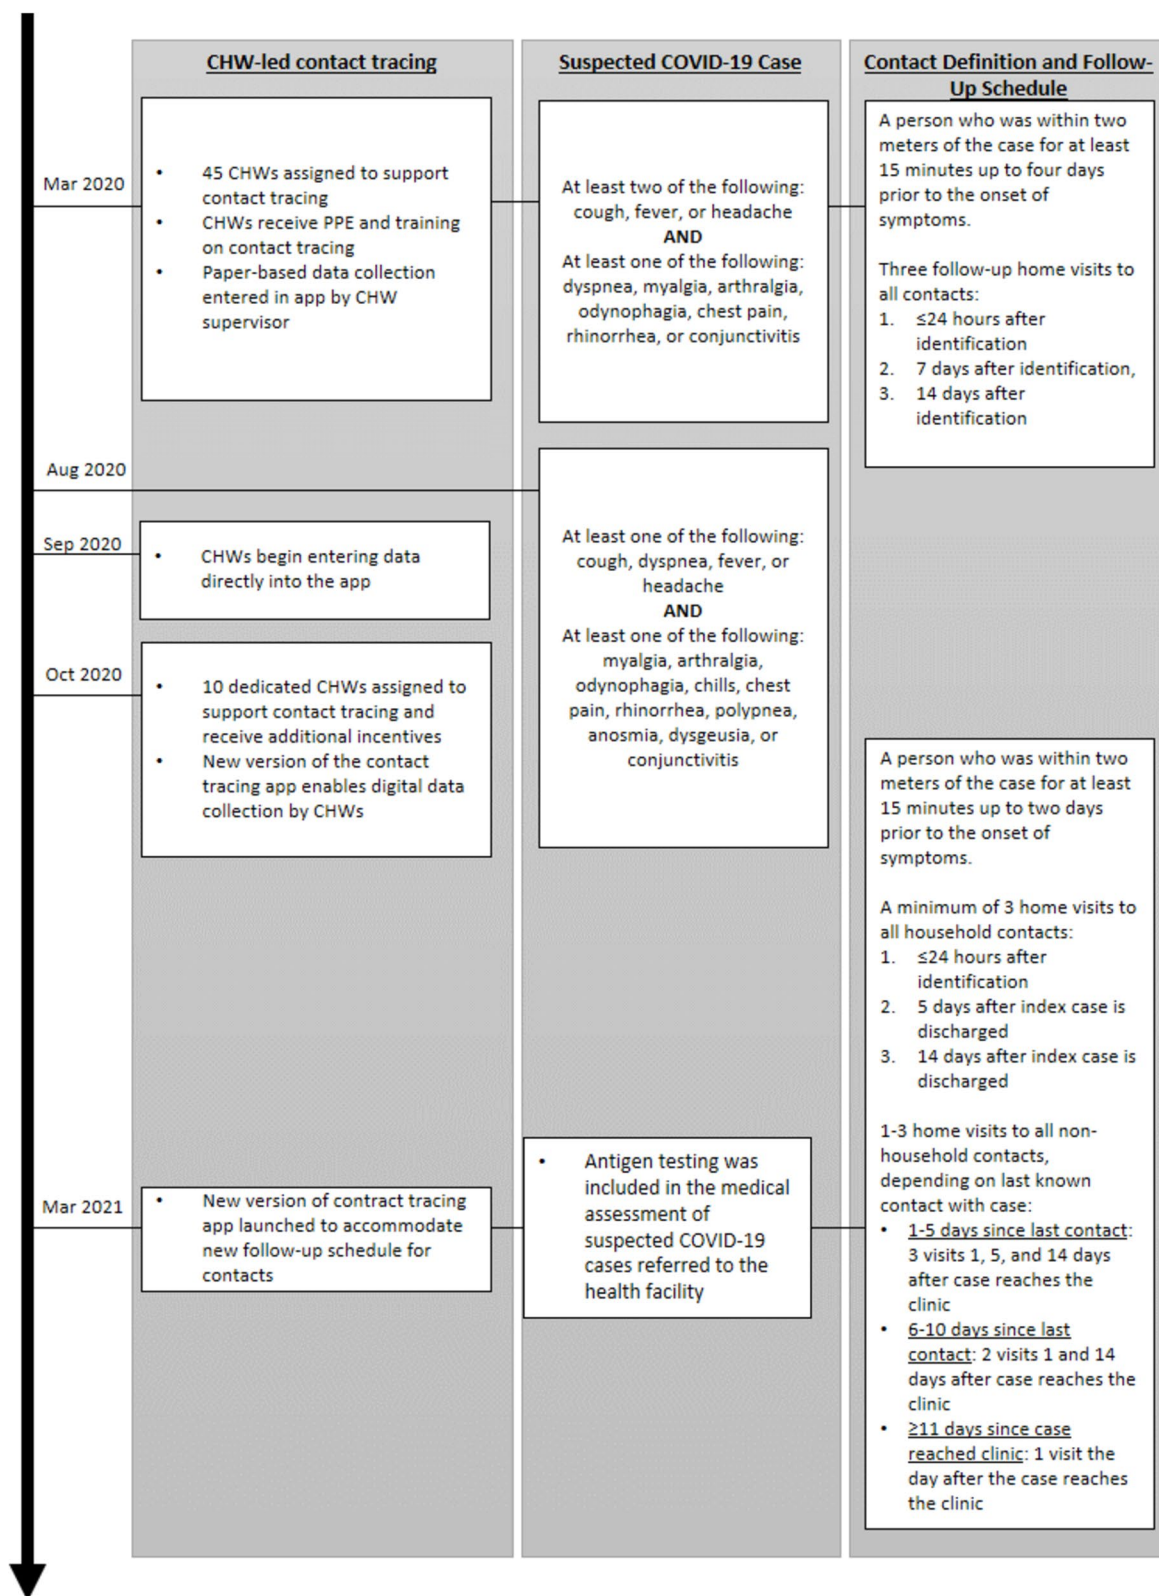 CHW-led contact tracing
Suspected COVID-19 Case
Contact Definition and Follow-
Up Schedule
Mar 2020
• 45 CHWs assigned to support
contact tracing
• CHWs receive PPE and training
on contact tracing
• Paper-based data collection
entered in app by CHW
supervisor
At least two of the following:
cough, fever, or headache
AND
At least one of the following:
dyspnea, myalgia, arthralgia,
odynophagia, chest pain,
rhinorrhea, or conjunctivitis
A person who was within two
meters of the case for at least
15 minutes up to four days
prior to the onset of
symptoms.
Three follow-up home visits to
all contacts:
1. ≤24 hours after
identification
2. 7 days after identification,
3. 14 days after
identification
Aug 2020
At least one of the following:
cough, dyspnea, fever, or
headache
AND
At least one of the following:
myalgia, arthralgia,
odynophagia, chills, chest
pain, rhinorrhea, polypnea,
anosmia, dysgeusia, or
conjunctivitis
Sep 2020
• CHWs begin entering data
directly into the app
Oct 2020
• 10 dedicated CHWs assigned to
support contact tracing and
receive additional incentives
• New version of the contact
tracing app enables digital data
collection by CHWs
Mar 2021
• New version of contract tracing
app launched to accommodate
new follow-up schedule for
contacts
• Antigen testing was
included in the medical
assessment of
suspected COVID-19
cases referred to the
health facility
A person who was within two
meters of the case for at least
15 minutes up to two days
prior to the onset of
symptoms.
A minimum of 3 home visits to
all household contacts:
1. ≤24 hours after
identification
2. 5 days after index case is
discharged
3. 14 days after index case is
discharged
1-3 home visits to all non-
household contacts,
depending on last known
contact with case:
• 1-5 days since last contact:
3 visits 1, 5, and 14 days
after case reaches the
clinic
• 6-10 days since last
contact: 2 visits 1 and 14
days after case reaches the
clinic
• ≥11 days since case
reached clinic: 1 visit the
day after the case reaches
the clinic